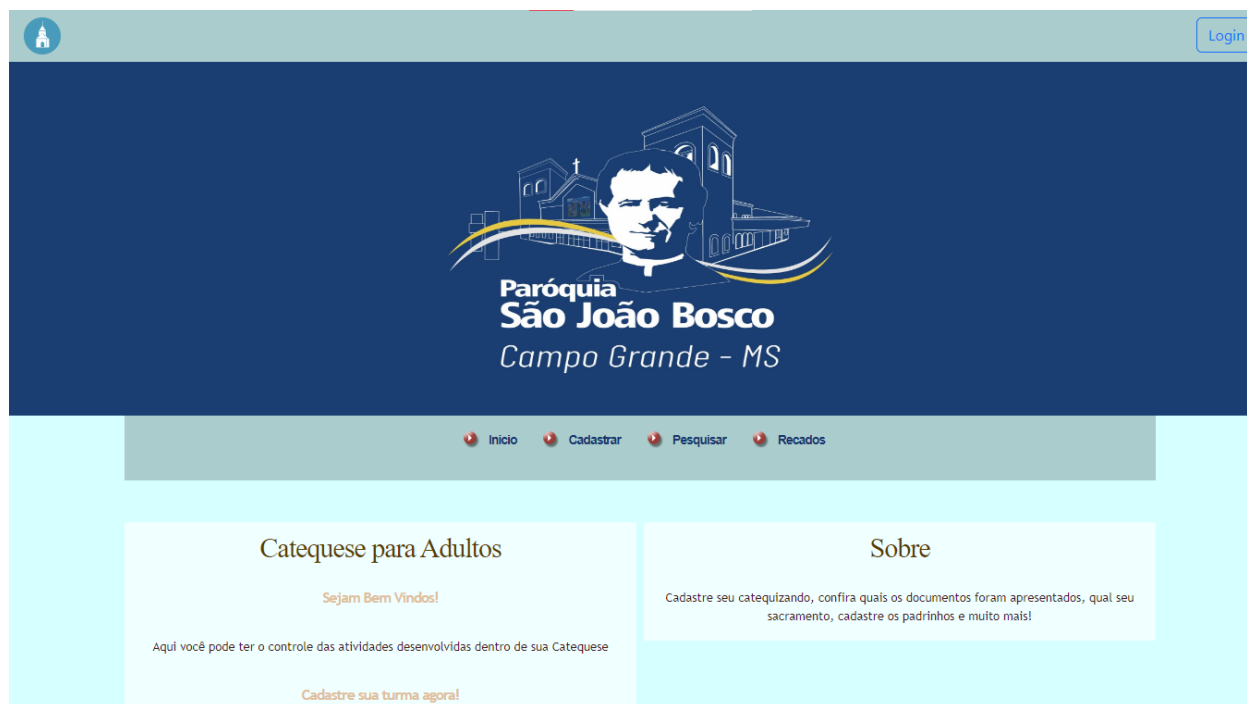 Login
Paróquia
São João Bosco
Campo Grande - MS
Inicio Cadastrar Pesquisar Recados
Catequese para Adultos
Sejam Bem Vindos!
Aqui você pode ter o controle das atividades desenvolvidas dentro de sua Catequese
Cadastre sua turma agora!
Sobre
Cadastre seu catequizando, confira quais os documentos foram apresentados, qual seu
sacramento, cadastre os padrinhos e muito mais!